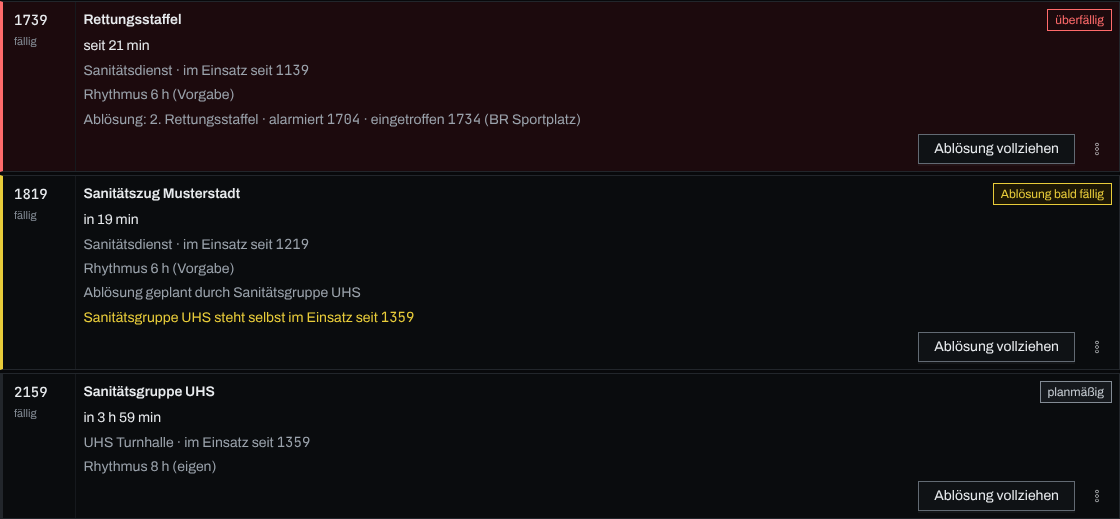 1739 Rettungsstaffel überfällig
fällig seit 21 min
Sanitätsdienst · im Einsatz seit 1139
Rhythmus 6 h (Vorgabe)
Ablösung: 2. Rettungsstaffel · alarmiert 1704 · eingetroffen 1734 (BR Sportplatz)
Ablösung vollziehen
1819 Sanitätszug Musterstadt Ablösung bald fällig
fällig in 19 min
Sanitätsdienst · im Einsatz seit 1219
Rhythmus 6 h (Vorgabe)
Ablösung geplant durch Sanitätsgruppe UHS
Sanitätsgruppe UHS steht selbst im Einsatz seit 1359
Ablösung vollziehen
2159 Sanitätsgruppe UHS planmäßig
fällig in 3 h 59 min
UHS Turnhalle · im Einsatz seit 1359
Rhythmus 8 h (eigen)
Ablösung vollziehen